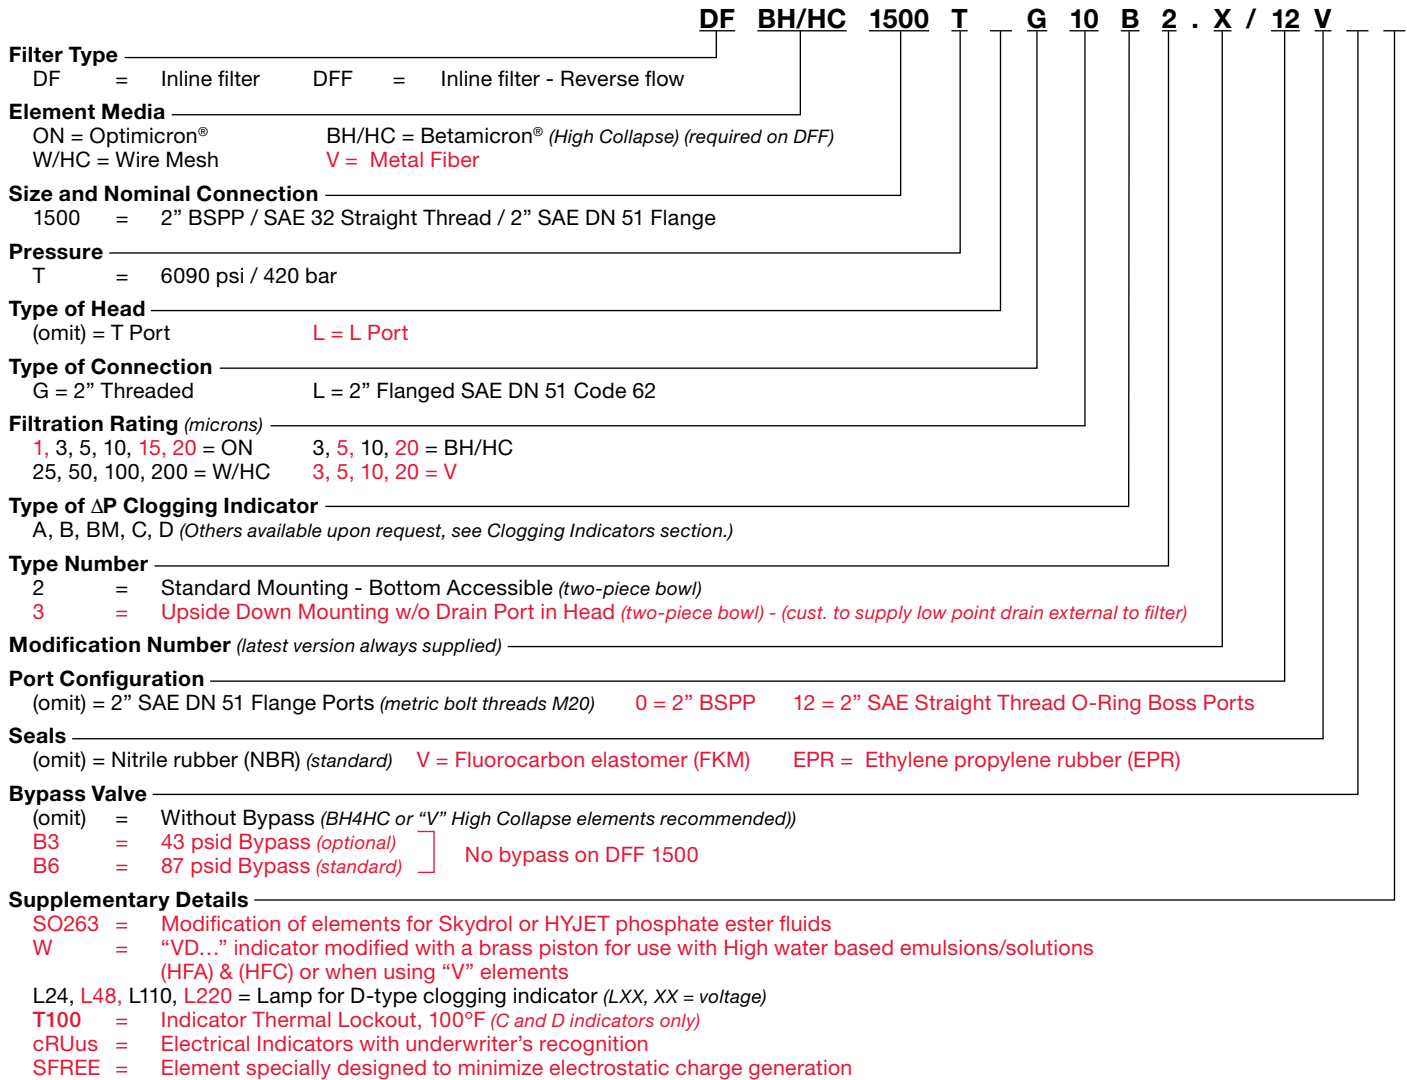 DF BH/HC 1500 T _ G 10 B 2 . X / 12 V _ _
Filter Type
DF = Inline filter DFF = Inline filter - Reverse flow
Element Media
ON = Optimicron® BH/HC = Betamicron® (High Collapse) (required on DFF)
W/HC = Wire Mesh V = Metal Fiber
Size and Nominal Connection
1500 = 2” BSPP / SAE 32 Straight Thread / 2” SAE DN 51 Flange
Pressure
T = 6090 psi / 420 bar
Type of Head
(omit) = T Port L = L Port
Type of Connection
G = 2” Threaded L = 2” Flanged SAE DN 51 Code 62
Filtration Rating (microns)
1, 3, 5, 10, 15, 20 = ON 3, 5, 10, 20 = BH/HC
25, 50, 100, 200 = W/HC 3, 5, 10, 20 = V
Type of ΔP Clogging Indicator
A, B, BM, C, D (Others available upon request, see Clogging Indicators section.)
Type Number
2 = Standard Mounting - Bottom Accessible (two-piece bowl)
3 = Upside Down Mounting w/o Drain Port in Head (two-piece bowl) - (cust. to supply low point drain external to filter)
Modification Number (latest version always supplied)
Port Configuration
(omit) = 2” SAE DN 51 Flange Ports (metric bolt threads M20) 0 = 2” BSPP 12 = 2” SAE Straight Thread O-Ring Boss Ports
Seals
(omit) = Nitrile rubber (NBR) (standard) V = Fluorocarbon elastomer (FKM) EPR = Ethylene propylene rubber (EPR)
Bypass Valve
(omit) = Without Bypass (BH4HC or “V” High Collapse elements recommended))
B3 = 43 psid Bypass (optional)
B6 = 87 psid Bypass (standard)
No bypass on DFF 1500
Supplementary Details
SO263 = Modification of elements for Skydrol or HYJET phosphate ester fluids
W = “VD…” indicator modified with a brass piston for use with High water based emulsions/solutions
(HFA) & (HFC) or when using “V” elements
L24, L48, L110, L220 = Lamp for D-type clogging indicator (LXX, XX = voltage)
T100 = Indicator Thermal Lockout, 100ºF (C and D indicators only)
cRUus = Electrical Indicators with underwriter’s recognition
SFREE = Element specially designed to minimize electrostatic charge generation